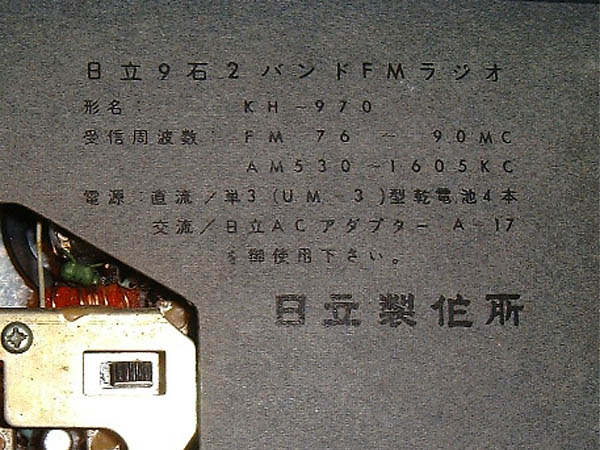 日立9石2バンドFMラジオ
形名: KH-970
受信周波数: FM 76 ~ 90MC
AM530~1605KC
電源:直流/単3(UM-3)型乾電池4本
交流/日立ACアダプター A-17
を御使用下さい。
日立製作所